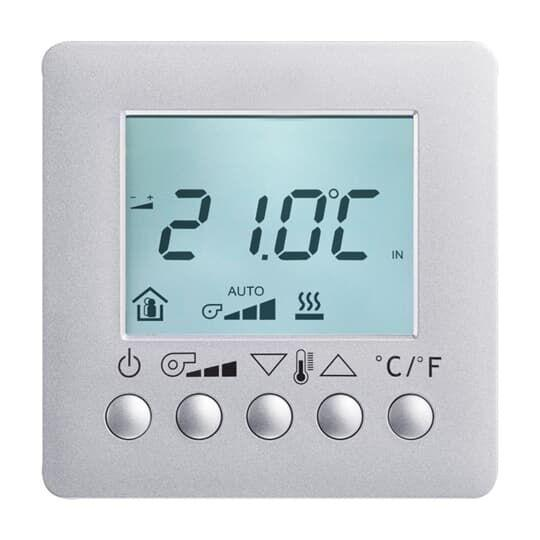 - +
21.0°C
IN
AUTO
°C/°F